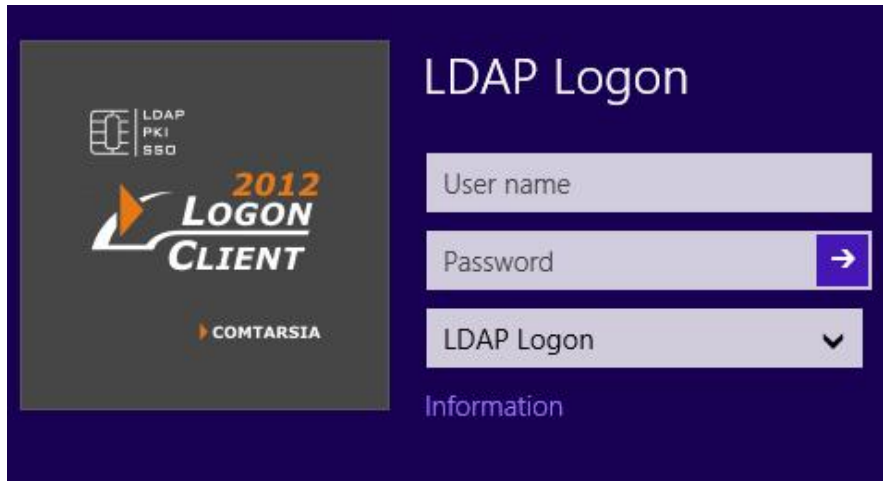 LDAP
PKI
SSO
2012
LOGON
CLIENT
COMTARSIA
LDAP Logon
User name
Password
LDAP Logon
Information